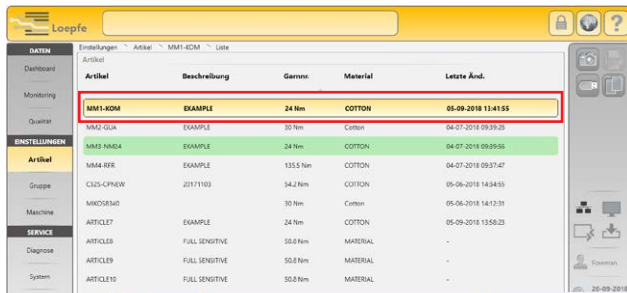 Loepfe
?
Einstellungen Artikel MM1-KOM Liste
DATEN
Dashboard
Monitoring
Qualität
EINSTELLUNGEN
Artikel
Gruppe
Maschine
SERVICE
Diagnose
System
Artikel
Artikel Beschreibung Garnnr. Material Letzte Änd.
MM1-KOM EXAMPLE 24 Nm COTTON 05-09-2018 13:41:55
MM2-GUA EXAMPLE 30 Nm Cotton 04-07-2018 09:39:25
MM3-NM24 EXAMPLE 24 Nm COTTON 04-07-2018 09:39:56
MM4-RFR EXAMPLE 135.5 Nm COTTON 04-07-2018 09:37:47
CS2S-CPNEW 20171103 54.2 Nm COTTON 05-06-2018 14:34:55
MIKOS8340 30 Nm Cotton 05-06-2018 14:12:31
ARTICLE7 EXAMPLE 24 Nm COTTON 05-09-2018 13:58:23
ARTICLE8 FULL SENSITIVE 50.8 Nm MATERIAL -
ARTICLE9 FULL SENSITIVE 50.8 Nm MATERIAL -
ARTICLE10 FULL SENSITIVE 50.8 Nm MATERIAL -
Foreman
20-09-2018